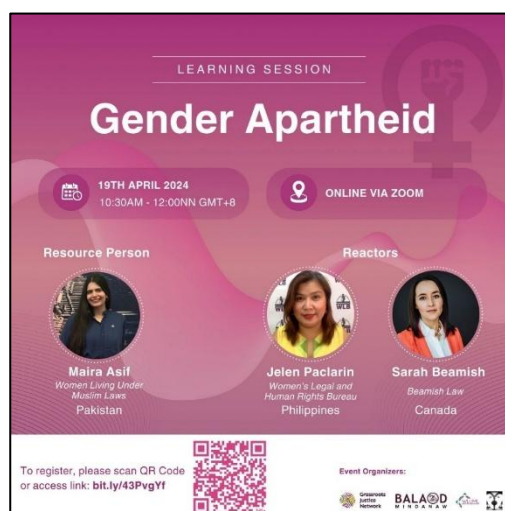 LEARNING SESSION
Gender Apartheid
19TH APRIL 2024
10:30AM - 12:00NN GMT+8
ONLINE VIA ZOOM
Resource Person
Maira Asif
Women Living Under
Muslim Laws
Pakistan
Reactors
Jelen Paclarin
Women's Legal and
Human Rights Bureau
Philippines
Sarah Beamish
Beamish Law
Canada
To register, please scan QR Code
or access link: bit.ly/43PvgYf
Event Organizers:
Grassroots
Justice
Network
BALAOD
MINDANAW